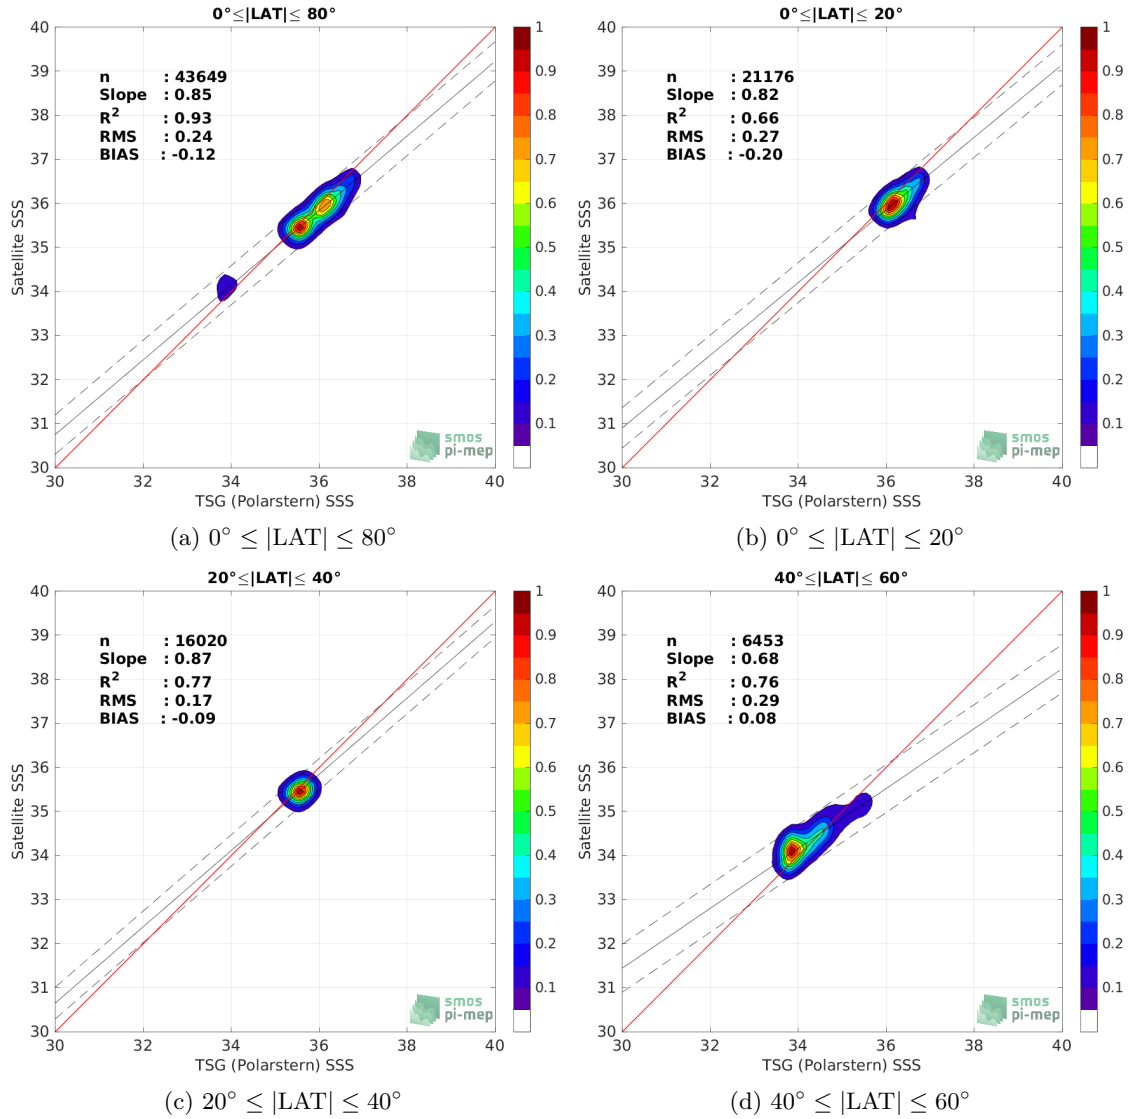 0°≤|LAT|≤ 80°
n : 43649
Slope : 0.85
R² : 0.93
RMS : 0.24
BIAS : -0.12
Satellite SSS
40
39
38
37
36
35
34
33
32
31
30
30 32 34 36 38 40
TSG (Polarstern) SSS
1
0.9
0.8
0.7
0.6
0.5
0.4
0.3
0.2
0.1
smos
pi-mep
(a) 0° ≤ |LAT| ≤ 80°
0°≤|LAT|≤ 20°
n : 21176
Slope : 0.82
R² : 0.66
RMS : 0.27
BIAS : -0.20
Satellite SSS
40
39
38
37
36
35
34
33
32
31
30
30 32 34 36 38 40
TSG (Polarstern) SSS
1
0.9
0.8
0.7
0.6
0.5
0.4
0.3
0.2
0.1
smos
pi-mep
(b) 0° ≤ |LAT| ≤ 20°
20°≤|LAT|≤ 40°
n : 16020
Slope : 0.87
R² : 0.77
RMS : 0.17
BIAS : -0.09
Satellite SSS
40
39
38
37
36
35
34
33
32
31
30
30 32 34 36 38 40
TSG (Polarstern) SSS
1
0.9
0.8
0.7
0.6
0.5
0.4
0.3
0.2
0.1
smos
pi-mep
(c) 20° ≤ |LAT| ≤ 40°
40°≤|LAT|≤ 60°
n : 6453
Slope : 0.68
R² : 0.76
RMS : 0.29
BIAS : 0.08
Satellite SSS
40
39
38
37
36
35
34
33
32
31
30
30 32 34 36 38 40
TSG (Polarstern) SSS
1
0.9
0.8
0.7
0.6
0.5
0.4
0.3
0.2
0.1
smos
pi-mep
(d) 40° ≤ |LAT| ≤ 60°